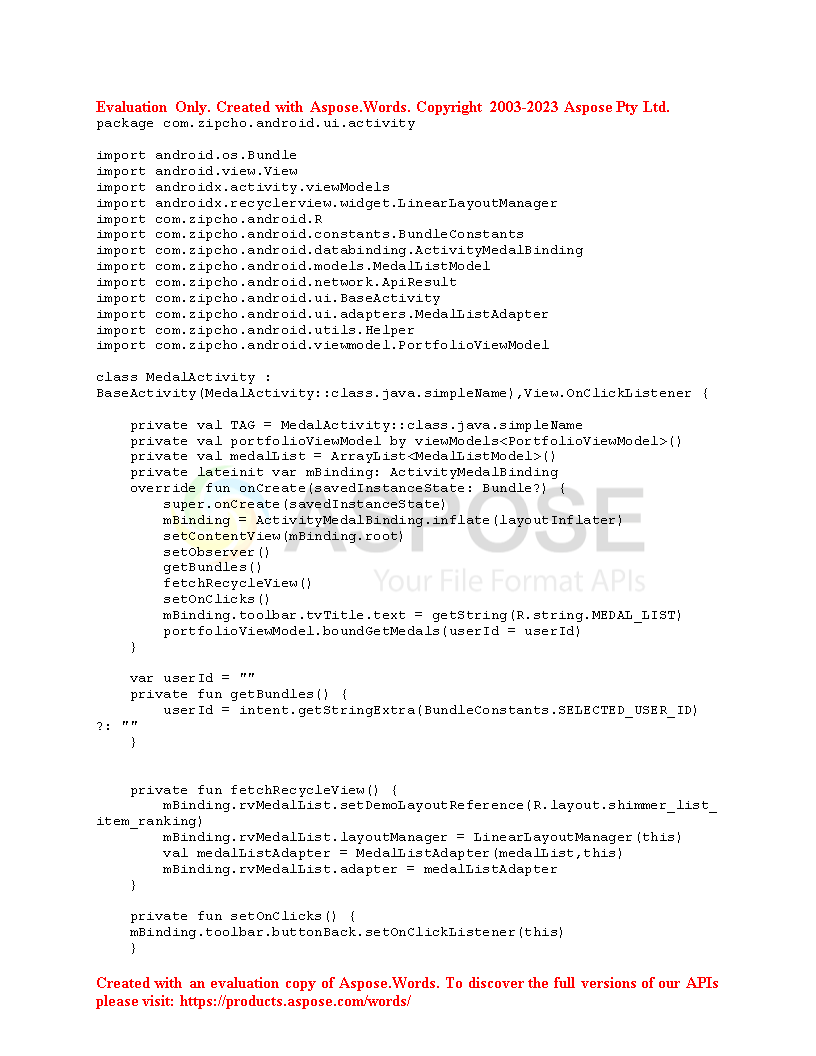 Evaluation Only. Created with Aspose.Words. Copyright 2003-2023 Aspose Pty Ltd.
package com.zipcho.android.ui.activity
import android.os.Bundle
import android.view.View
import androidx.activity.viewModels
import androidx.recyclerview.widget.LinearLayoutManager
import com.zipcho.android.R
import com.zipcho.android.constants.BundleConstants
import com.zipcho.android.databinding.ActivityMedalBinding
import com.zipcho.android.models.MedalListModel
import com.zipcho.android.network.ApiResult
import com.zipcho.android.ui.BaseActivity
import com.zipcho.android.ui.adapters.MedalListAdapter
import com.zipcho.android.utils.Helper
import com.zipcho.android.viewmodel.PortfolioViewModel
class MedalActivity :
BaseActivity(MedalActivity::class.java.simpleName),View.OnClickListener {
    private val TAG = MedalActivity::class.java.simpleName
    private val portfolioViewModel by viewModels<PortfolioViewModel>()
    private val medalList = ArrayList<MedalListModel>()
    private lateinit var mBinding: ActivityMedalBinding
    override fun onCreate(savedInstanceState: Bundle?) {
        super.onCreate(savedInstanceState)
        mBinding = ActivityMedalBinding.inflate(layoutInflater)
        setContentView(mBinding.root)
        setObserver()
        getBundles()
        fetchRecycleView()
        setOnClicks()
        mBinding.toolbar.tvTitle.text = getString(R.string.MEDAL_LIST)
        portfolioViewModel.boundGetMedals(userId = userId)
    }
ASPOSE
Your File Format APIs
    var userId = ""
    private fun getBundles() {
        userId = intent.getStringExtra(BundleConstants.SELECTED_USER_ID)
?: ""
    }
    private fun fetchRecycleView() {
        mBinding.rvMedalList.setDemoLayoutReference(R.layout.shimmer_list_
item_ranking)
        mBinding.rvMedalList.layoutManager = LinearLayoutManager(this)
        val medalListAdapter = MedalListAdapter(medalList,this)
        mBinding.rvMedalList.adapter = medalListAdapter
    }
    private fun setOnClicks() {
    mBinding.toolbar.buttonBack.setOnClickListener(this)
    }
Created with an evaluation copy of Aspose.Words. To discover the full versions of our APIs
please visit: https://products.aspose.com/words/